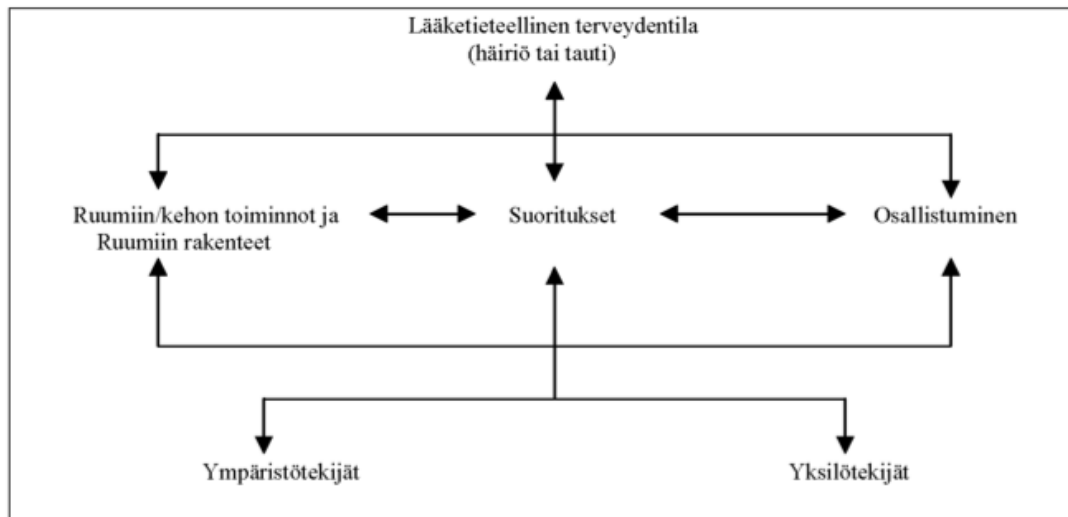 Lääketieteellinen terveydentila
(häiriö tai tauti)
Ruumiin/kehon toiminnot ja
Ruumiin rakenteet
Suoritukset
Osallistuminen
Ympäristötekijät
Yksilötekijät